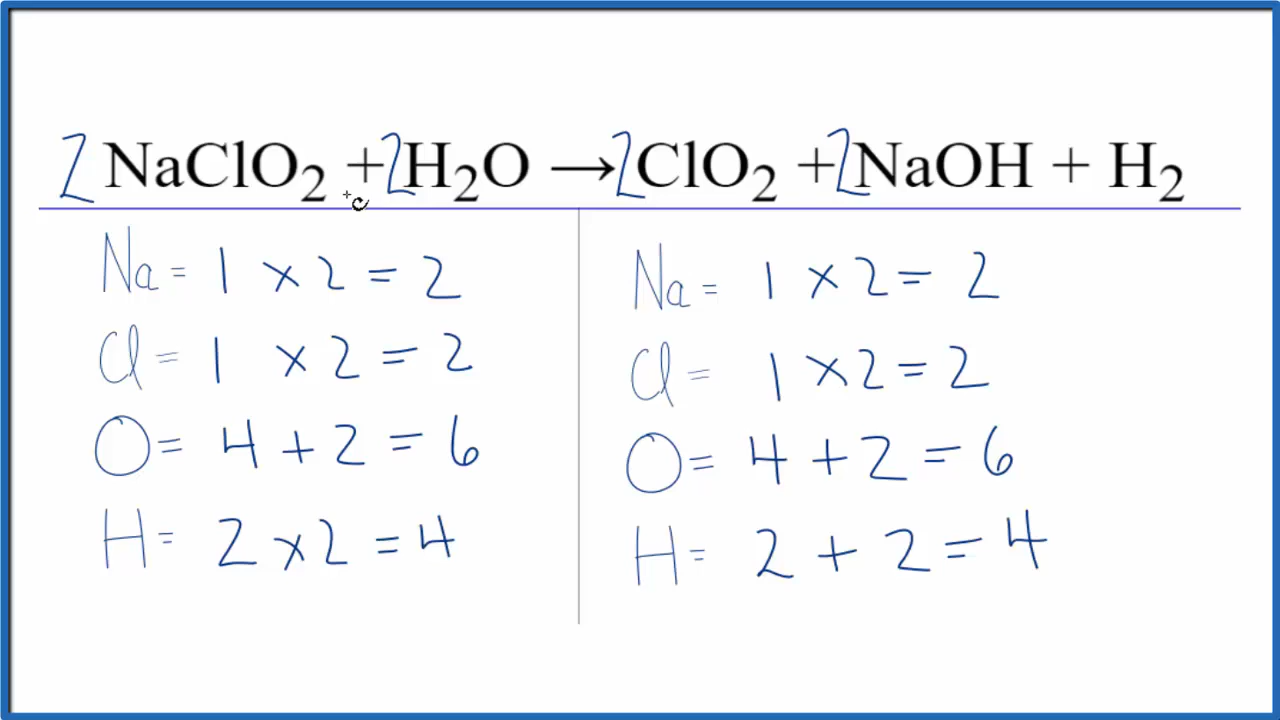 2 NaClO₂ + 2 H₂O → 2 ClO₂ + 2 NaOH + H₂
Na = 1 × 2 = 2
Cl = 1 × 2 = 2
O = 4 + 2 = 6
H = 2 × 2 = 4
Na = 1 × 2 = 2
Cl = 1 × 2 = 2
O = 4 + 2 = 6
H = 2 + 2 = 4